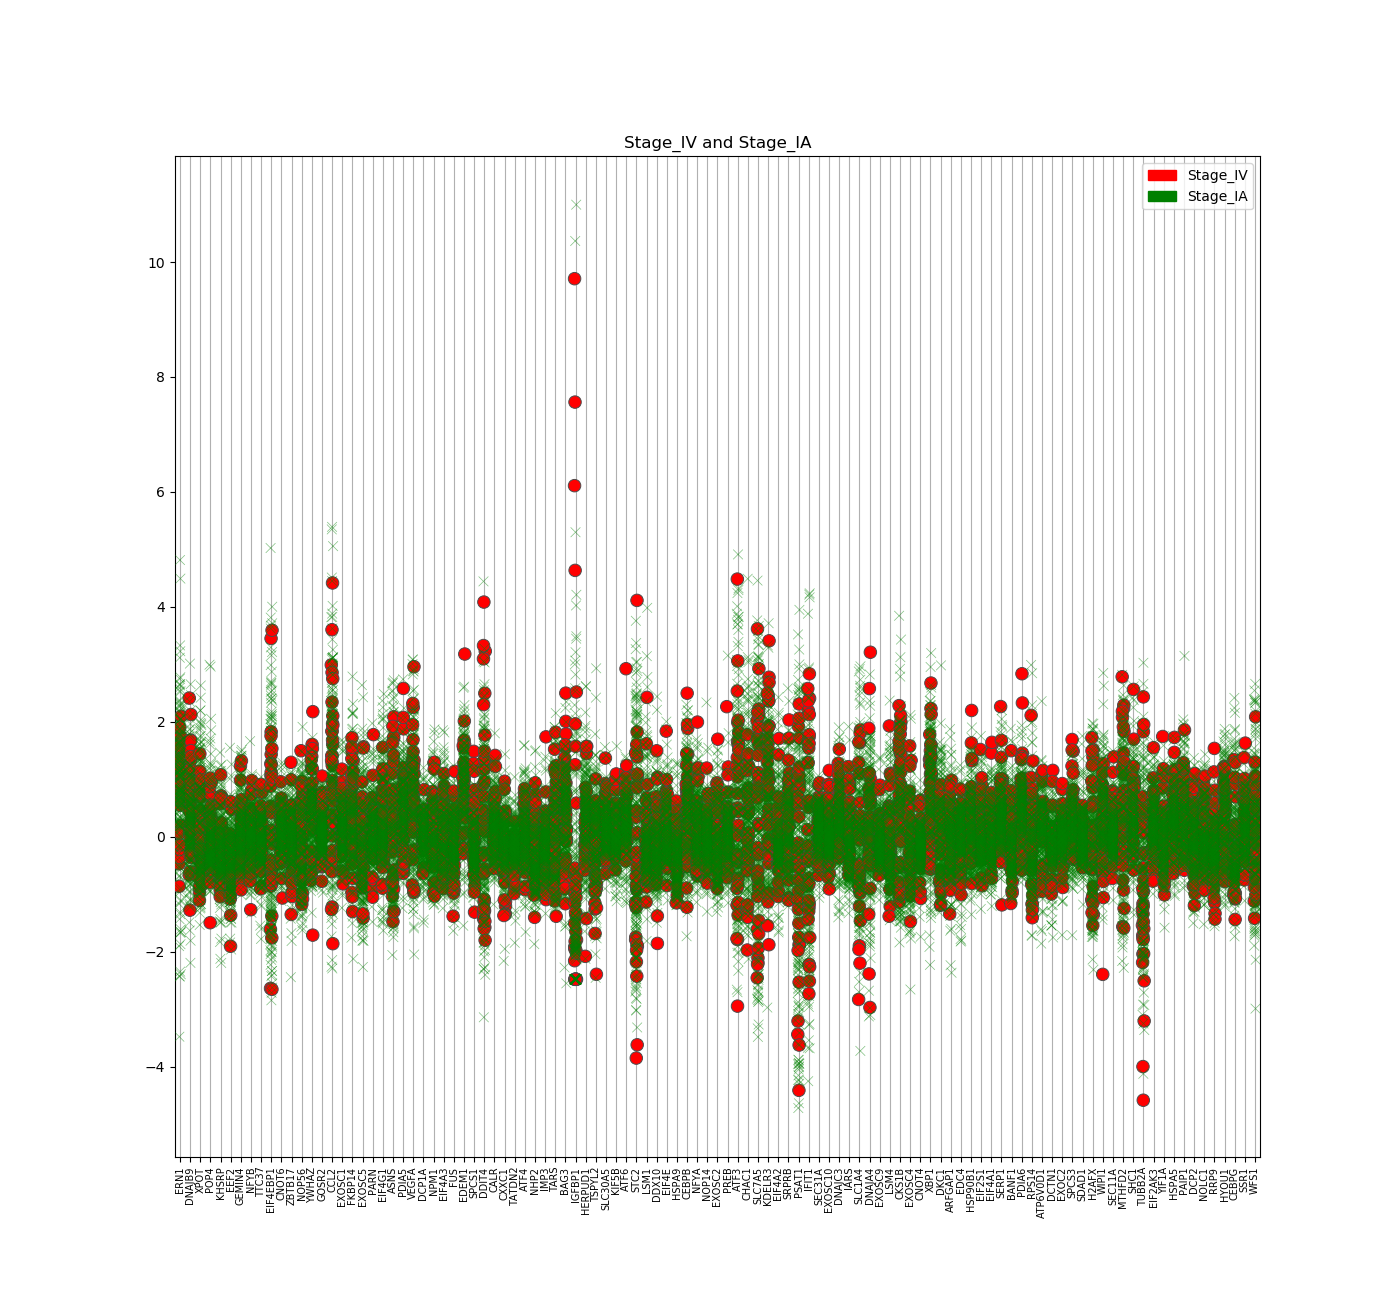 Stage_IV and Stage_IA
Stage_IV
Stage_IA
10
8
6
4
2
0
−2
−4
ERN1
DNAJB9
XPOT
POP4
KHSRP
EEF2
GEMIN4
NFYB
TTC37
EIF4EBP1
CNOT6
ZBTB17
NOP56
YWHAZ
GOSR2
CCL2
EXOSC1
FKBP14
EXOSC5
PARN
EIF4G1
ASNS
PDIA5
VEGFA
DCP1A
NPM1
EIF4A3
FUS
EDEM1
SPCS1
DDIT4
CALR
CXXC1
TATDN2
ATF4
NHP2
IMP3
TARS
BAG3
IGFBP1
HERPUD1
TSPYL2
SLC30A5
KIF5B
ATF6
STC2
LSM1
DDX10
EIF4E
HSPA9
CEBPB
NFYA
NOP14
EXOSC2
PREB
ATF3
CHAC1
SLC7A5
KDELR3
EIF4A2
SRPRB
PSAT1
IFIT1
SEC31A
EXOSC10
DNAJC3
IARS
SLC1A4
DNAJA4
EXOSC9
LSM4
CKS1B
EXOSC4
CNOT4
XBP1
DKC1
ARFGAP1
EDC4
HSP90B1
EIF2S1
EIF4A1
SERP1
BANF1
PDIA6
RPS14
ATP6V0D1
DCTN1
EXOC2
SPCS3
SDAD1
H2AFX
WIPI1
SEC11A
MTHFD2
SHC1
TUBB2A
EIF2AK3
YIF1A
HSPA5
PAIP1
DCP2
NOLC1
RRP9
HYOU1
CEBPG
SSR1
WFS1